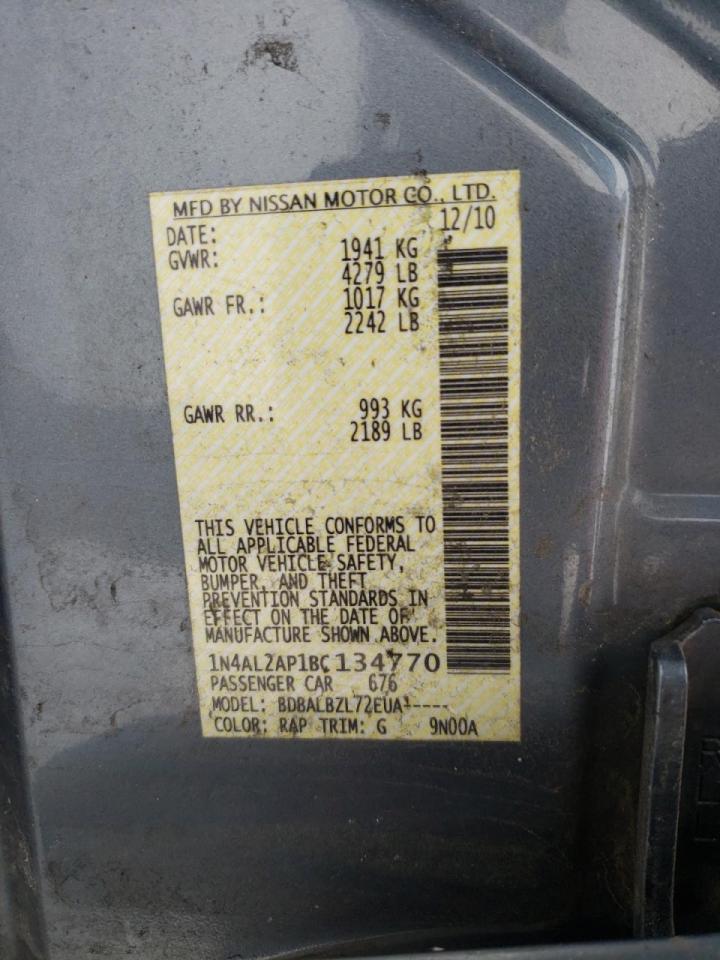 MFD BY NISSAN MOTOR CO., LTD.
DATE: 12/10
GVWR: 1941 KG
4279 LB
GAWR FR.: 1017 KG
2242 LB
GAWR RR.: 993 KG
2189 LB
THIS VEHICLE CONFORMS TO
ALL APPLICABLE FEDERAL
MOTOR VEHICLE SAFETY,
BUMPER, AND THEFT
PREVENTION STANDARDS IN
EFFECT ON THE DATE OF
MANUFACTURE SHOWN ABOVE.
1N4AL2AP1BC134770
PASSENGER CAR 676
MODEL: BDBALBZL72EUA1----
COLOR: RAP TRIM: G 9N00A